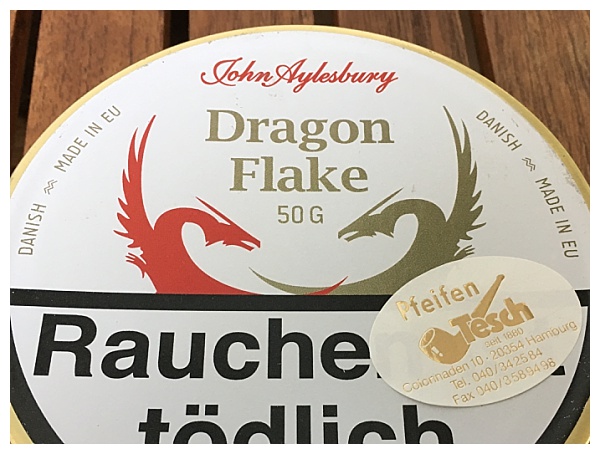 John Aylesbury
Dragon
Flake
50 G
DANISH MADE IN EU
DANISH MADE IN EU
Rauche
tödlich
Pfeifen
Tesch
seit 1880
Colonnaden 10 · 20354 Hamburg
Tel. 040/342584
Fax 040/3589496